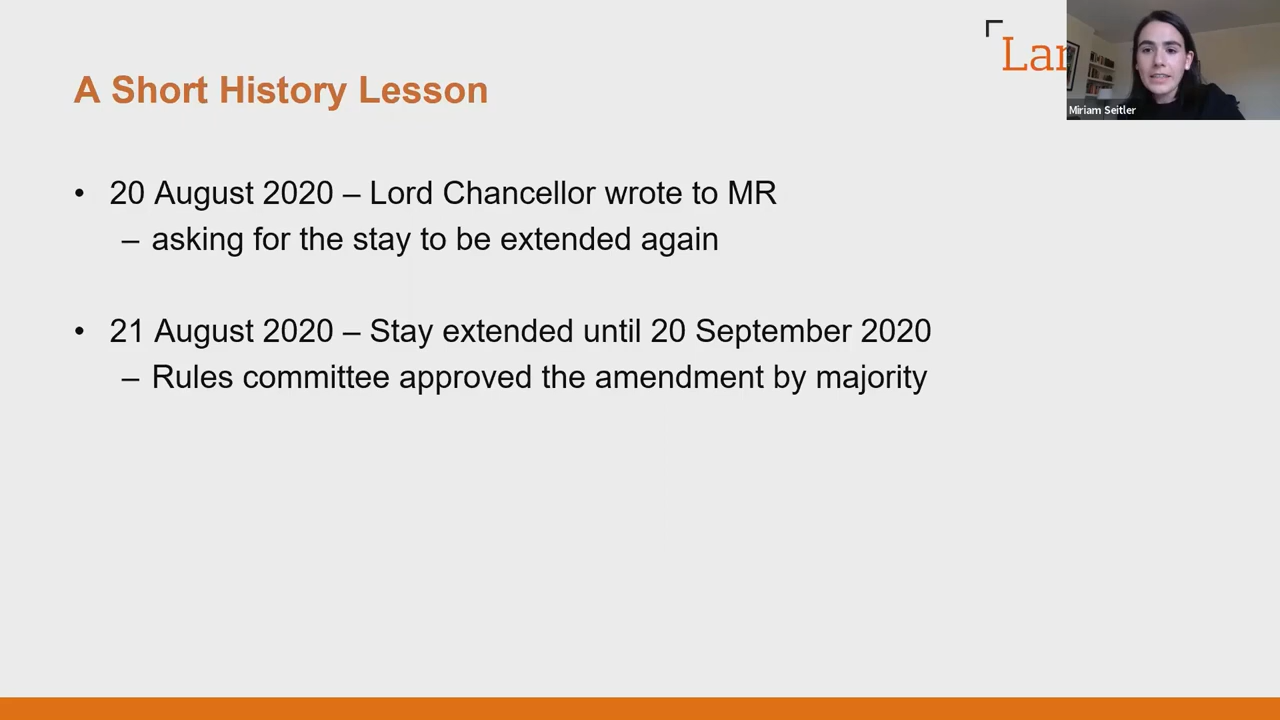 A Short History Lesson
Lar
Miriam Seitler
• 20 August 2020 – Lord Chancellor wrote to MR
– asking for the stay to be extended again
• 21 August 2020 – Stay extended until 20 September 2020
– Rules committee approved the amendment by majority